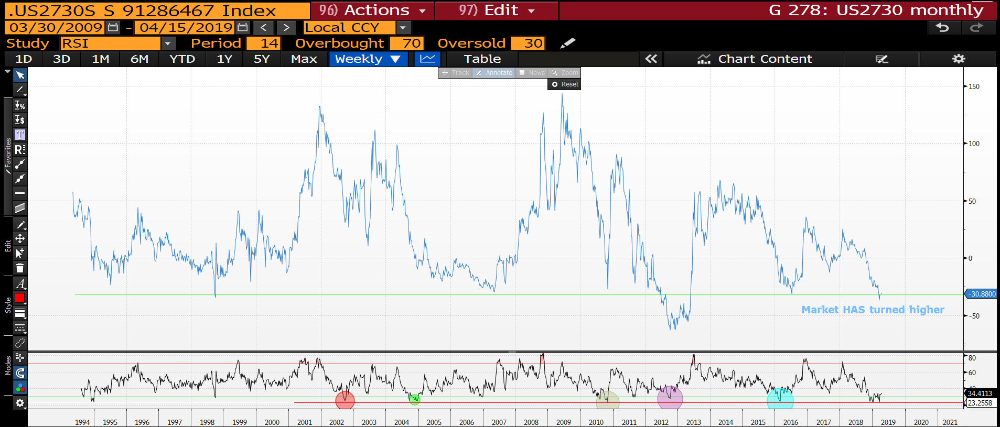 .US2730S S 91286467 Index 96) Actions 97) Edit G 278: US2730 monthly
03/30/2009 - 04/15/2019 < > Local CCY
Study RSI Period 14 Overbought 70 Oversold 30
1D 3D 1M 6M YTD 1Y 5Y Max Weekly ▼ Table « Chart Content
Track Annotate News Zoom
Reset
Favorites
Edit
Style
Modes
%
$
T
R
A
150
100
50
0
-30.8800
-50
Market HAS turned higher
80
60
40
34.4113
23.2558
1994 1995 1996 1997 1998 1999 2000 2001 2002 2003 2004 2005 2006 2007 2008 2009 2010 2011 2012 2013 2014 2015 2016 2017 2018 2019 2020 2021